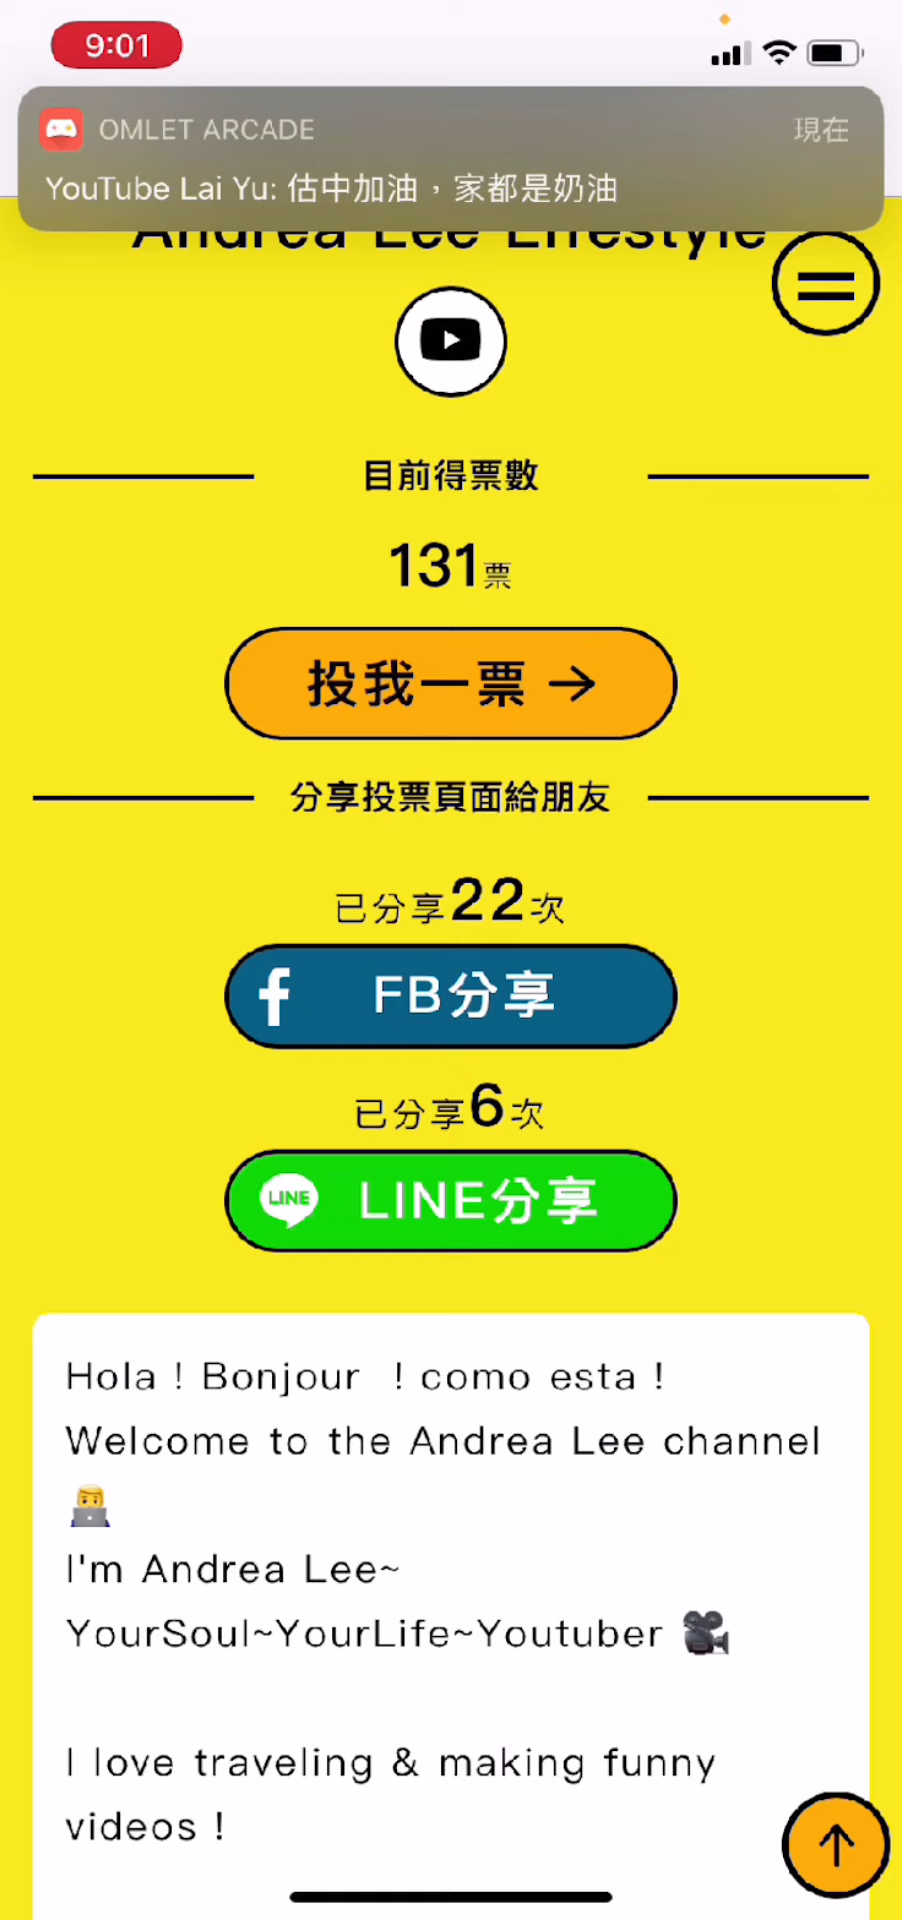 9:01
OMLET ARCADE
現在
YouTube Lai Yu: 估中加油，家都是奶油
Andrea Lee Lifestyle
目前得票數
131票
投我一票 →
分享投票頁面給朋友
已分享22次
FB分享
已分享6次
LINE LINE分享
Hola！Bonjour ！como esta！
Welcome to the Andrea Lee channel
I'm Andrea Lee~
YourSoul~YourLife~Youtuber
I love traveling & making funny
videos！